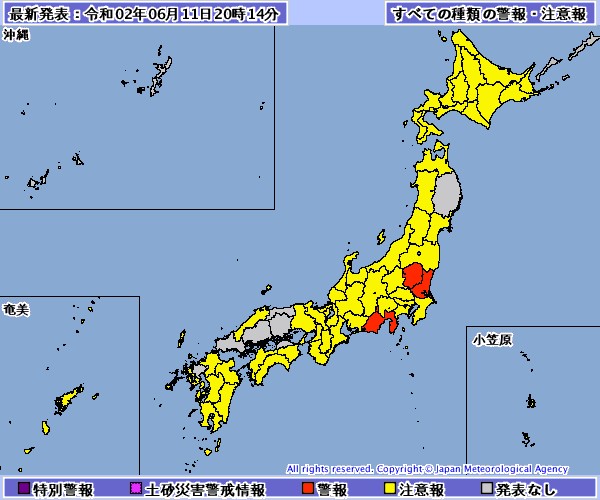 最新発表：令和02年06月11日20時14分
すべての種類の警報・注意報
沖縄
奄美
小笠原
All rights reserved. Copyright © Japan Meteorological Agency
特別警報
土砂災害警戒情報
警報
注意報
発表なし